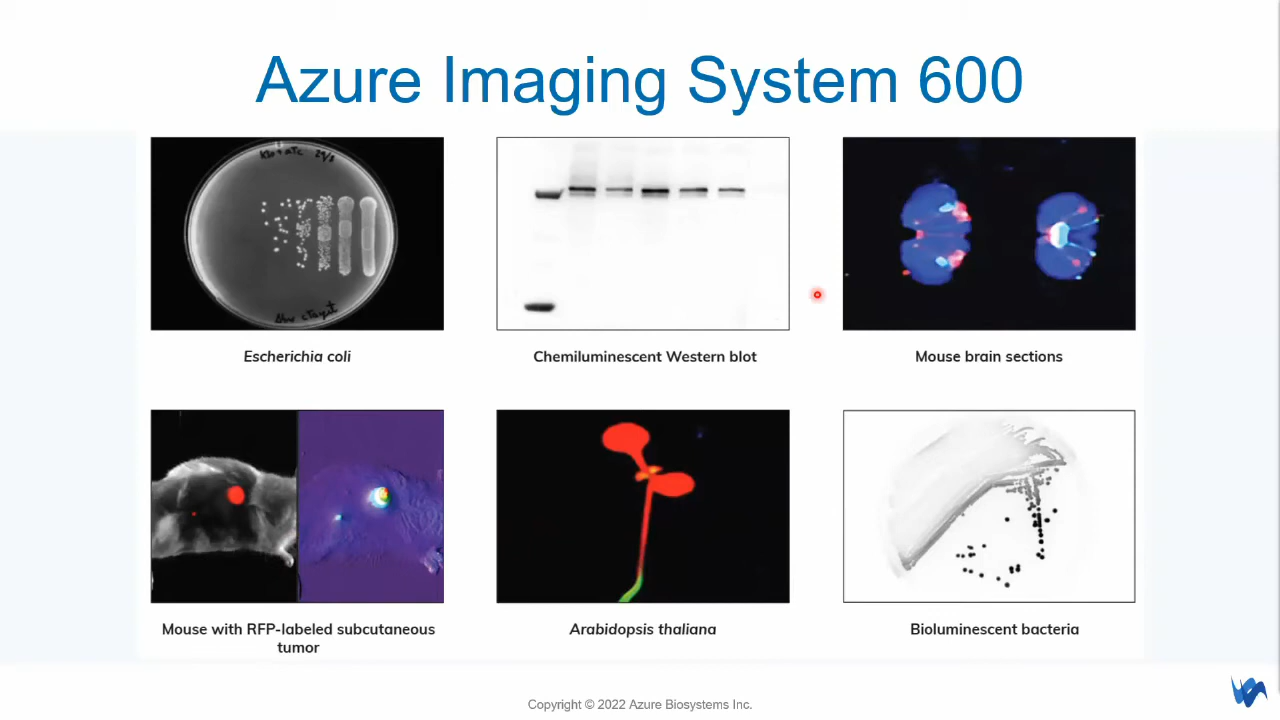 Azure Imaging System 600
Escherichia coli
Chemiluminescent Western blot
Mouse brain sections
Mouse with RFP-labeled subcutaneous
tumor
Arabidopsis thaliana
Bioluminescent bacteria
Copyright © 2022 Azure Biosystems Inc.